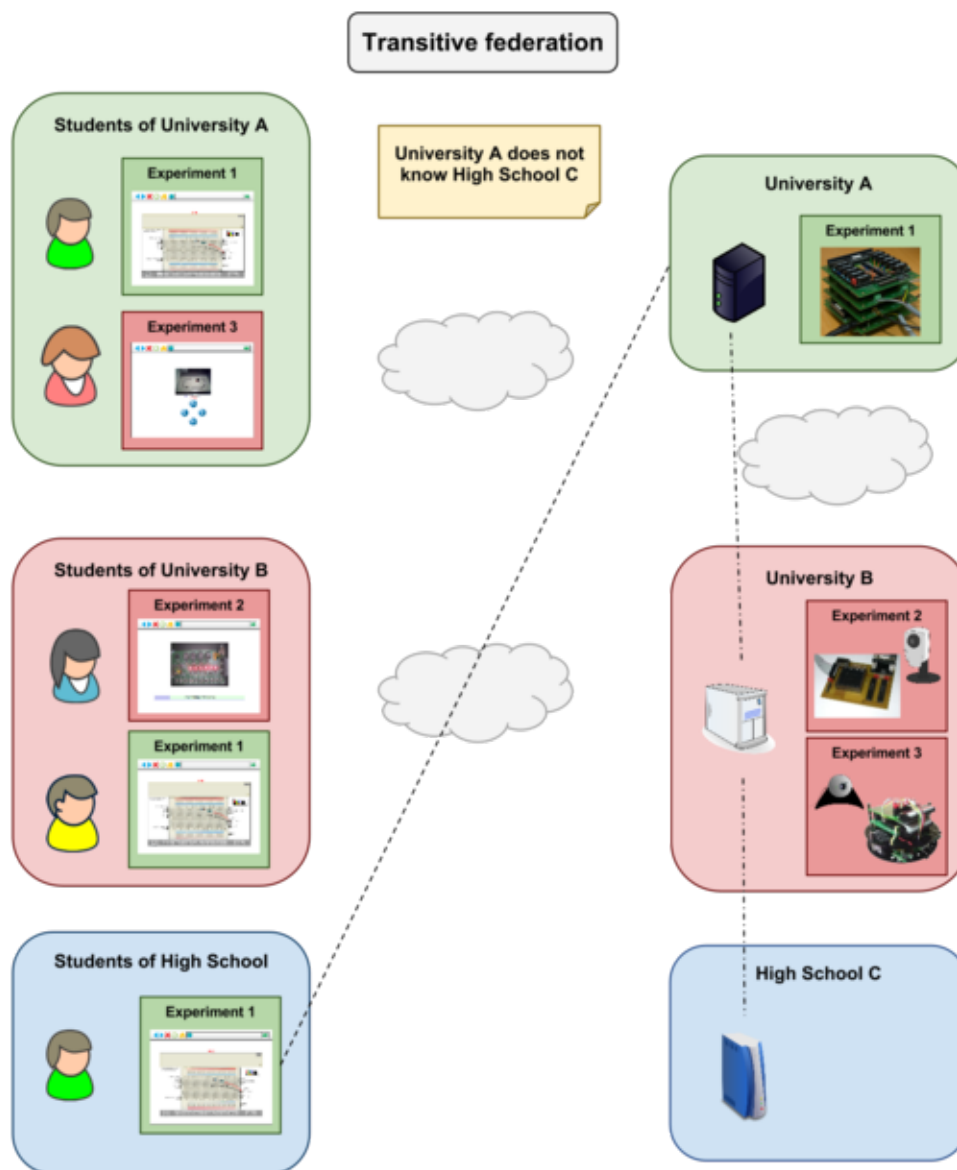 Transitive federation
Students of University A
Experiment 1
Experiment 3
University A does not
know High School C
University A
Experiment 1
Students of University B
Experiment 2
Experiment 1
University B
Experiment 2
Experiment 3
Students of High School
Experiment 1
High School C